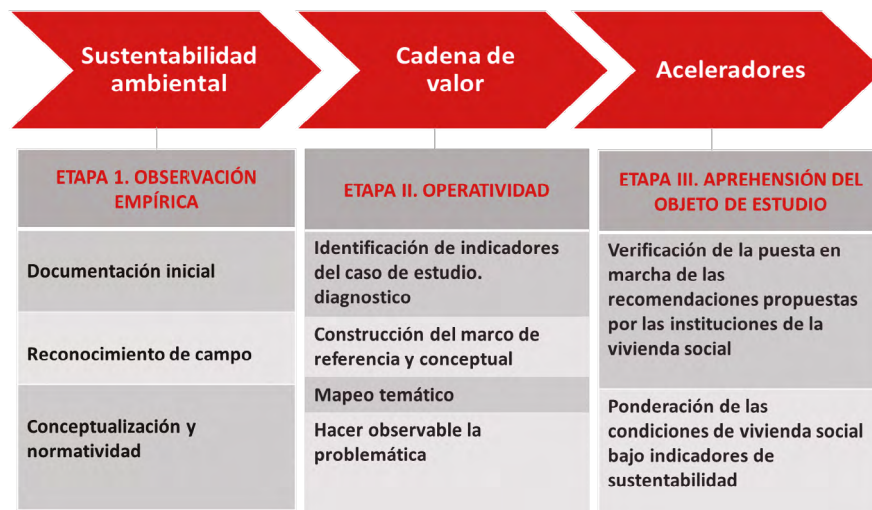 Sustentabilidad
ambiental
Cadena de
valor
Aceleradores
ETAPA 1. OBSERVACIÓN
EMPÍRICA
Documentación inicial
Reconocimiento de campo
Conceptualización y
normatividad
ETAPA II. OPERATIVIDAD
Identificación de indicadores
del caso de estudio.
diagnostico
Construcción del marco de
referencia y conceptual
Mapeo temático
Hacer observable la
problemática
ETAPA III. APREHENSIÓN DEL
OBJETO DE ESTUDIO
Verificación de la puesta en
marcha de las
recomendaciones propuestas
por las instituciones de la
vivienda social
Ponderación de las
condiciones de vivienda social
bajo indicadores de
sustentabilidad